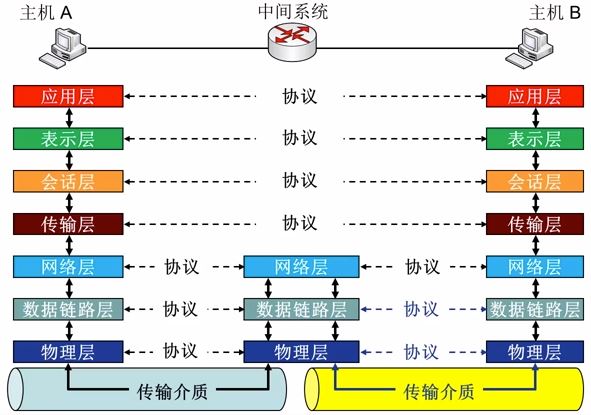 主机 A
中间系统
主机 B
应用层
协议
应用层
表示层
协议
表示层
会话层
协议
会话层
传输层
协议
传输层
网络层
协议
网络层
协议
网络层
数据链路层
协议
数据链路层
协议
数据链路层
物理层
协议
物理层
协议
物理层
传输介质
传输介质